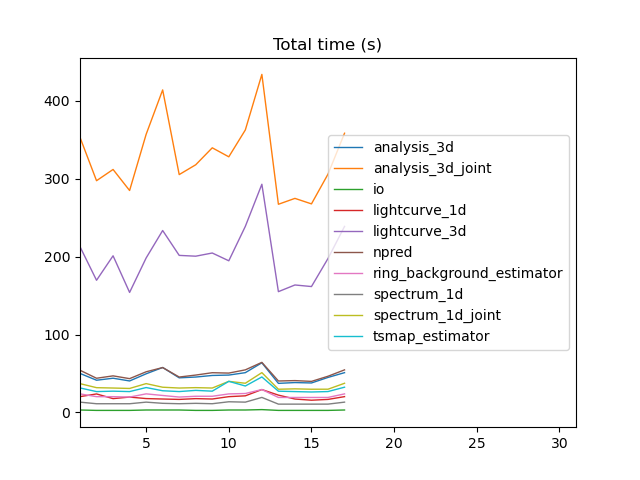 Total time (s)
400
300
200
100
0
5
10
15
20
25
30
analysis_3d
analysis_3d_joint
io
lightcurve_1d
lightcurve_3d
npred
ring_background_estimator
spectrum_1d
spectrum_1d_joint
tsmap_estimator